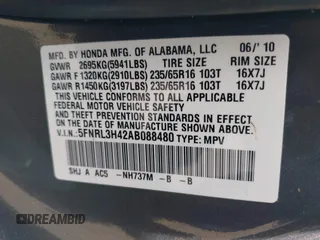 MFD. BY HONDA MFG. OF ALABAMA, LLC 06/'10
GVWR 2695KG(5941LBS) TIRE SIZE RIM SIZE
GAWR F 1320KG(2910LBS) 235/65R16 103T 16X7J
GAWR R1450KG(3197LBS) 235/65R16 103T 16X7J
THIS VEHICLE CONFORMS TO ALL APPLICABLE
FEDERAL MOTOR VEHICLE SAFETY AND THEFT PREVENTION
STANDARDS IN EFFECT ON THE DATE OF
MANUFACTURE SHOWN ABOVE.
V.I.N: 5FNRL3H42AB088480 TYPE: MPV
SHJ A AC5 -NH737M -B -B
DREAMBID